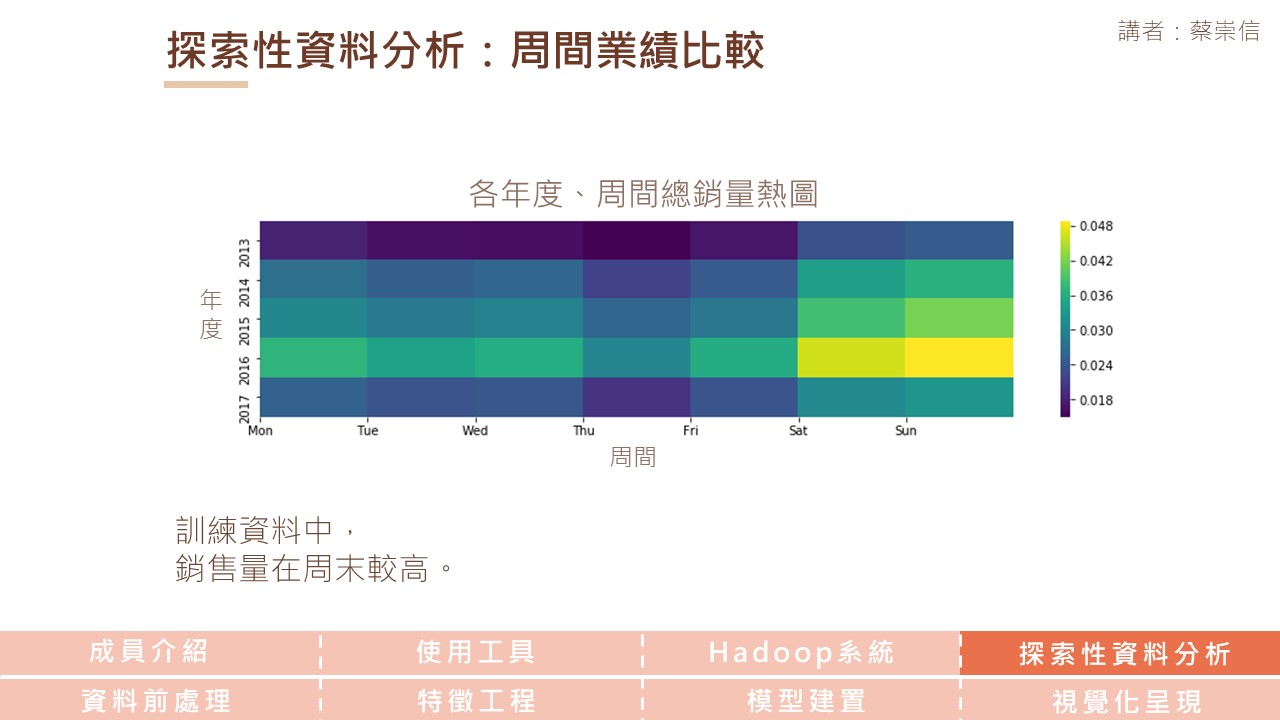 探索性資料分析：周間業績比較
講者：蔡崇信
各年度、周間總銷量熱圖
年度
2013
2014
2015
2016
2017
Mon Tue Wed Thu Fri Sat Sun
周間
0.048
0.042
0.036
0.030
0.024
0.018
訓練資料中，
銷售量在周末較高。
成員介紹 使用工具 Hadoop系統 探索性資料分析
資料前處理 特徵工程 模型建置 視覺化呈現